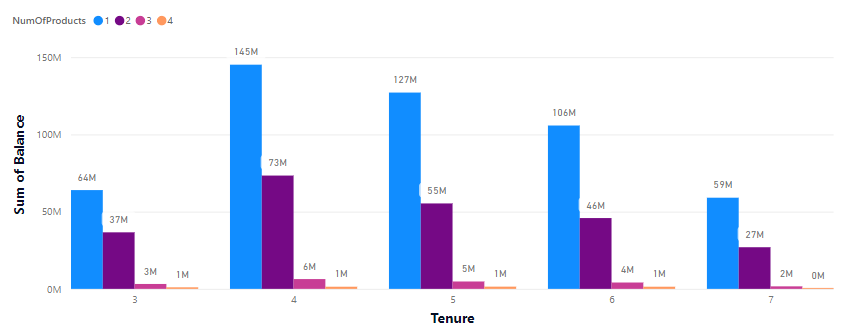 NumOfProducts 1 2 3 4
150M
100M
50M
0M
Sum of Balance
64M 37M 3M 1M
145M 73M 6M 1M
127M 55M 5M 1M
106M 46M 4M 1M
59M 27M 2M 0M
3 4 5 6 7
Tenure